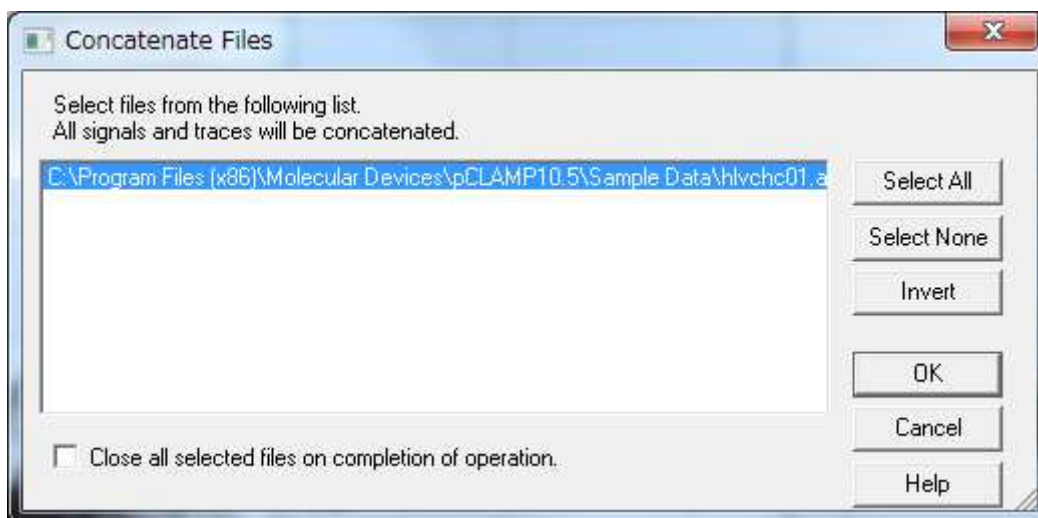 Concatenate Files
Select files from the following list.
All signals and traces will be concatenated.
C:\Program Files (x86)\Molecular Devices\pCLAMP10.5\Sample Data\hlvchc01.a
Select All
Select None
Invert
OK
Cancel
Help
Close all selected files on completion of operation.